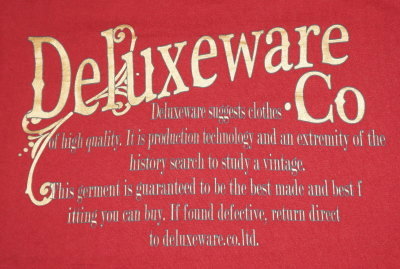 Deluxeware
.Co
Deluxeware suggests clothes
of high quality. It is production technology and an extremity of the
history search to study a vintage.
This germent is guaranteed to be the best made and best f
itting you can buy. If found defective, return direct
to deluxeware.co.ltd.